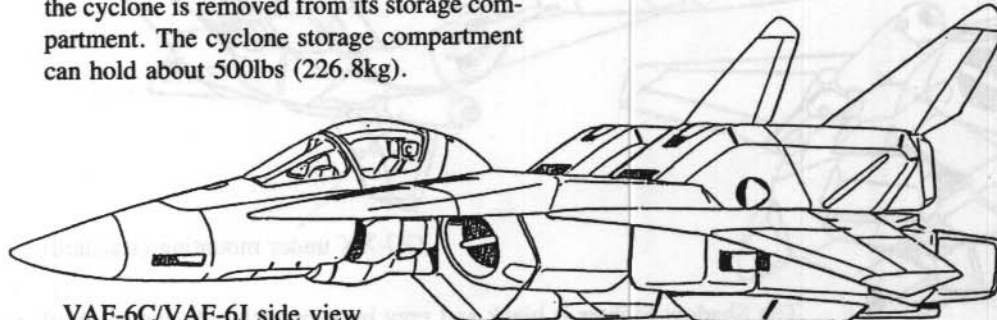 the cyclone is removed from its storage com-
partment. The cyclone storage compartment
can hold about 500lbs (226.8kg).
VAF-6C/VAF-6J side view